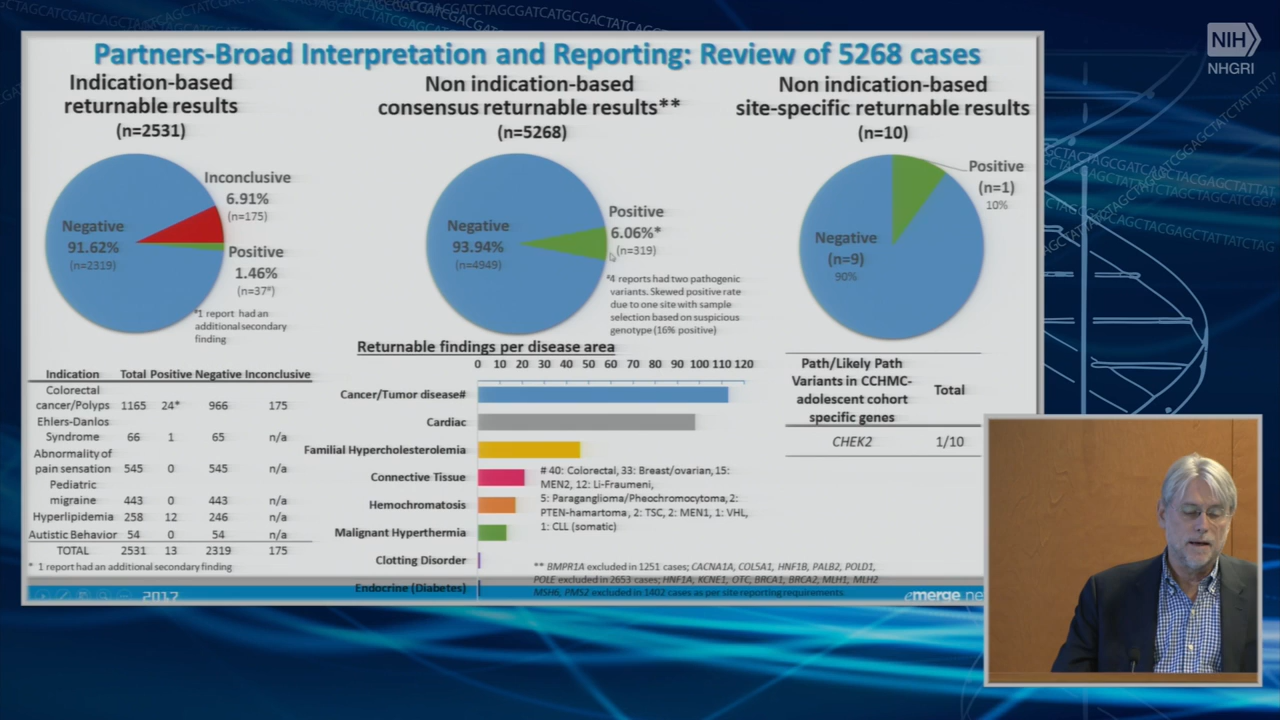 NIH
NHGRI
Partners-Broad Interpretation and Reporting: Review of 5268 cases
Indication-based
returnable results
(n=2531)
Inconclusive
6.91%
(n=175)
Negative
91.62%
(n=2319)
Positive
1.46%
(n=37*)
*1 report had an
additional secondary
finding
Non indication-based
consensus returnable results**
(n=5268)
Negative
93.94%
(n=4949)
Positive
6.06%*
(n=319)
*4 reports had two pathogenic
variants. Skewed positive rate
due to one site with sample
selection based on suspicious
genotype (16% positive)
Non indication-based
site-specific returnable results
(n=10)
Positive
(n=1)
10%
Negative
(n=9)
90%
Indication Total Positive Negative Inconclusive
Colorectal
cancer/Polyps 1165 24* 966 175
Ehlers-Danlos
Syndrome 66 1 65 n/a
Abnormality of
pain sensation 545 0 545 n/a
Pediatric
migraine 443 0 443 n/a
Hyperlipidemia 258 12 246 n/a
Autistic Behavior 54 0 54 n/a
TOTAL 2531 13 2319 175
* 1 report had an additional secondary finding
Returnable findings per disease area
0 10 20 30 40 50 60 70 80 90 100 110 120
Cancer/Tumor disease#
Cardiac
Familial Hypercholesterolemia
Connective Tissue
Hemochromatosis
Malignant Hyperthermia
Clotting Disorder
Endocrine (Diabetes)
# 40: Colorectal, 33: Breast/ovarian, 15:
MEN2, 12: Li-Fraumeni,
5: Paraganglioma/Pheochromocytoma, 2:
PTEN-hamartoma, 2: TSC, 2: MEN1, 1: VHL,
1: CLL (somatic)
** BMPR1A excluded in 1251 cases; CACNA1A, COL5A1, HNF1B, PALB2, POLD1,
POLE excluded in 2653 cases; HNF1A, KCNE1, OTC, BRCA1, BRCA2, MLH1, MLH2
MSH6, PMS2 excluded in 1402 cases as per site reporting requirements.
Path/Likely Path
Variants in CCHMC-
adolescent cohort
specific genes
Total
CHEK2 1/10
2017
emerge ne